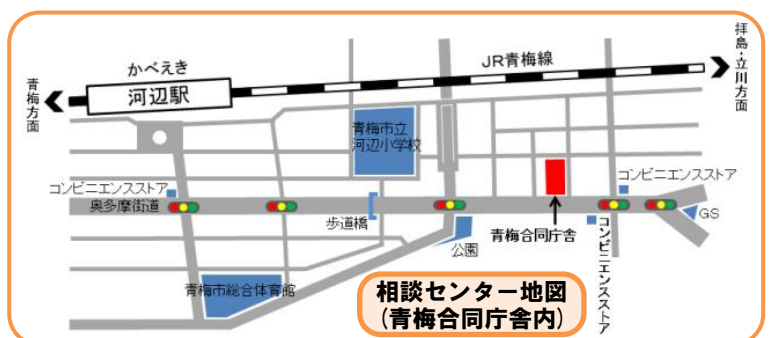 拝島・立川方面
JR青梅線
かべえき
河辺駅
青梅方面
青梅市立
河辺小学校
コンビニエンスストア
コンビニエンスストア
奥多摩街道
歩道橋
青梅合同庁舎
コンビニエンスストア
GS
公園
青梅市総合体育館
相談センター地図
(青梅合同庁舎内)